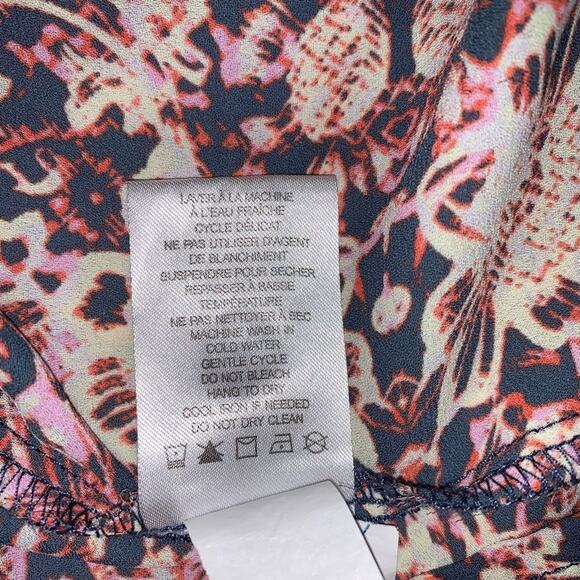 LAVER À LA MACHINE
À L'EAU FRAÎCHE
CYCLE DÉLICAT
NE PAS UTILISER D'AGENT
DE BLANCHIMENT
SUSPENDRE POUR SÉCHER
REPASSER À BASSE
TEMPÉRATURE
NE PAS NETTOYER À SEC
MACHINE WASH IN
COLD WATER
GENTLE CYCLE
DO NOT BLEACH
HANG TO DRY
COOL IRON IF NEEDED
DO NOT DRY CLEAN